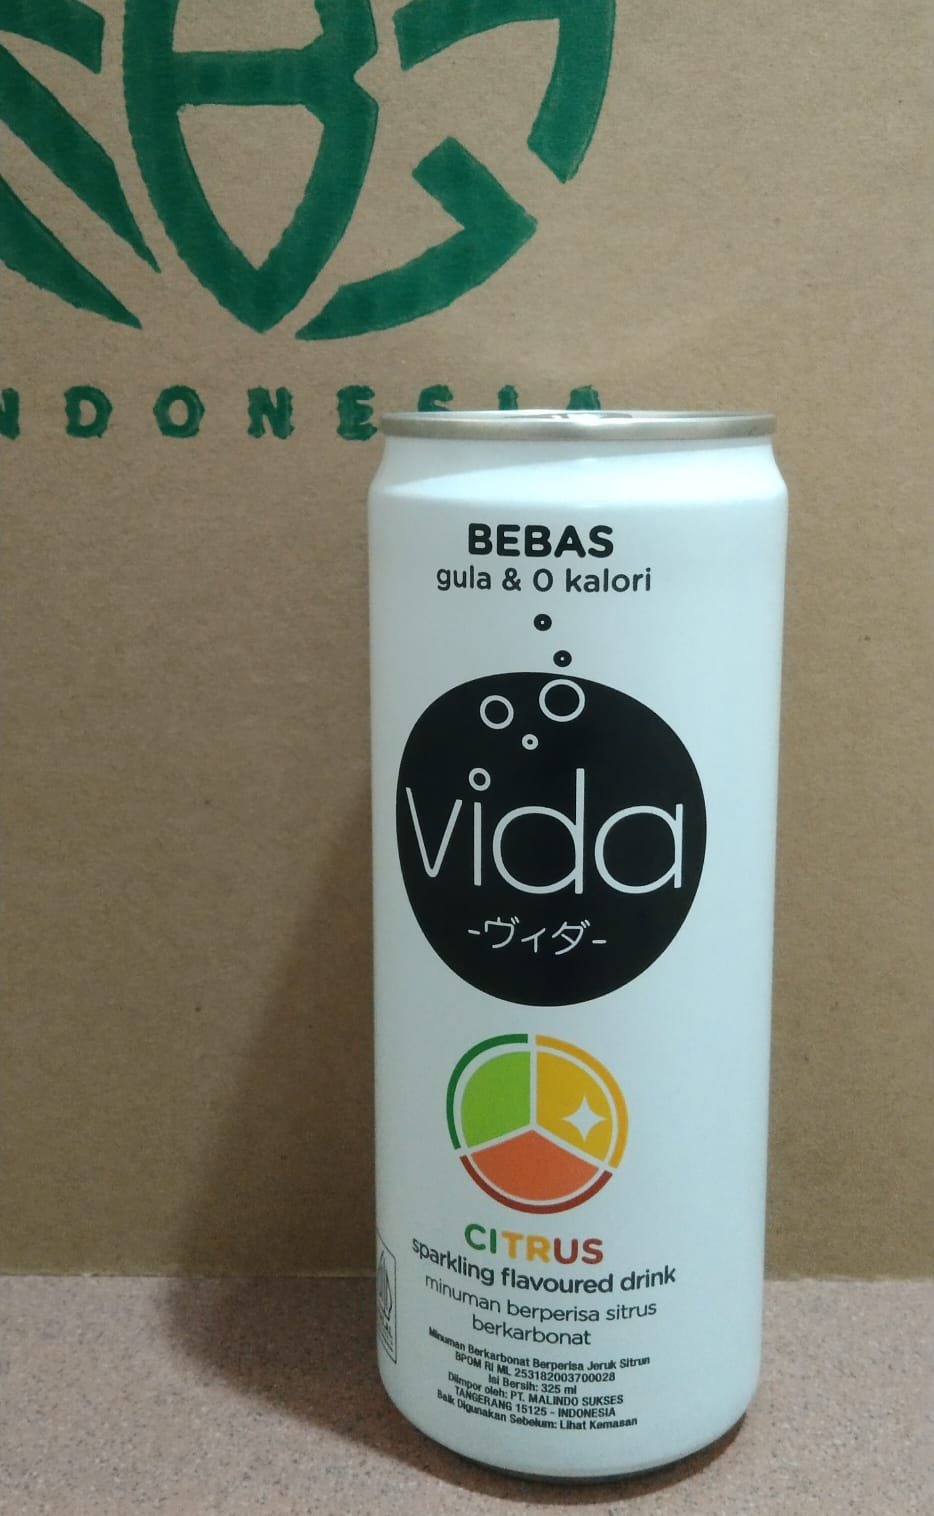 INDONESIA
BEBAS
gula & 0 kalori
vida
-ヴィダ-
CITRUS
sparkling flavoured drink
minuman berperisa sitrus
berkarbonat
Minuman Berkarbonat Berperisa Jeruk Sitrun
BPOM RI ML 253182003700028
Isi Bersih: 325 ml
Diimpor oleh: PT. MALINDO SUKSES
TANGERANG 15125 - INDONESIA
Baik Digunakan Sebelum: Lihat Kemasan